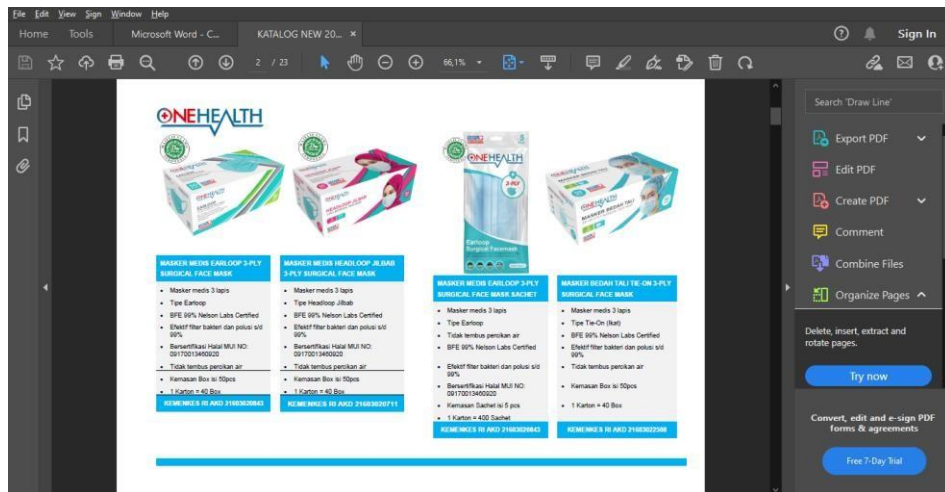 File Edit View Sign Window Help
Home Tools Microsoft Word - C... KATALOG NEW 20... × Sign In
2 / 23 66,1%
ONEHEALTH
ONEHEALTH
EARLOOP
ONEHEALTH
HEADLOOP JILBAB
ONEHEALTH
3-PLY
Earloop
Surgical Facemask
ONEHEALTH
MASKER BEDAH TALI
MASKER MEDIS EARLOOP 3-PLY
SURGICAL FACE MASK
• Masker medis 3 lapis
• Tipe Earloop
• BFE 99% Nelson Labs Certified
• Efektif filter bakteri dan polusi s/d
99%
• Bersertifikasi Halal MUI NO:
09170013460920
• Tidak tembus percikan air
• Kemasan Box isi 50pcs
• 1 Karton = 40 Box
KEMENKES RI AKD 21603020843
MASKER MEDIS HEADLOOP JILBAB
3-PLY SURGICAL FACE MASK
• Masker medis 3 lapis
• Tipe Headloop Jilbab
• BFE 99% Nelson Labs Certified
• Efektif filter bakteri dan polusi s/d
99%
• Bersertifikasi Halal MUI NO:
09170013460920
• Tidak tembus percikan air
• Kemasan Box isi 50pcs
• 1 Karton = 40 Box
KEMENKES RI AKD 21603020711
MASKER MEDIS EARLOOP 3-PLY
SURGICAL FACE MASK SACHET
• Masker medis 3 lapis
• Tipe Earloop
• Tidak tembus percikan air
• BFE 99% Nelson Labs Certified
• Efektif filter bakteri dan polusi s/d
99%
• Bersertifikasi Halal MUI NO:
09170013460920
• Kemasan Sachet isi 5 pcs
• 1 Karton = 400 Sachet
KEMENKES RI AKD 21603020843
MASKER BEDAH TALI TIE-ON 3-PLY
SURGICAL FACE MASK
• Masker medis 3 lapis
• Tipe Tie-On (Ikat)
• BFE 99% Nelson Labs Certified
• Efektif filter bakteri dan polusi s/d
99%
• Tidak tembus percikan air
• Kemasan Box isi 50pcs
• 1 Karton = 40 Box
KEMENKES RI AKD 21603022508
Search 'Draw Line'
Export PDF
Edit PDF
Create PDF
Comment
Combine Files
Organize Pages
Delete, insert, extract and
rotate pages.
Try now
Convert, edit and e-sign PDF
forms & agreements
Free 7-Day Trial